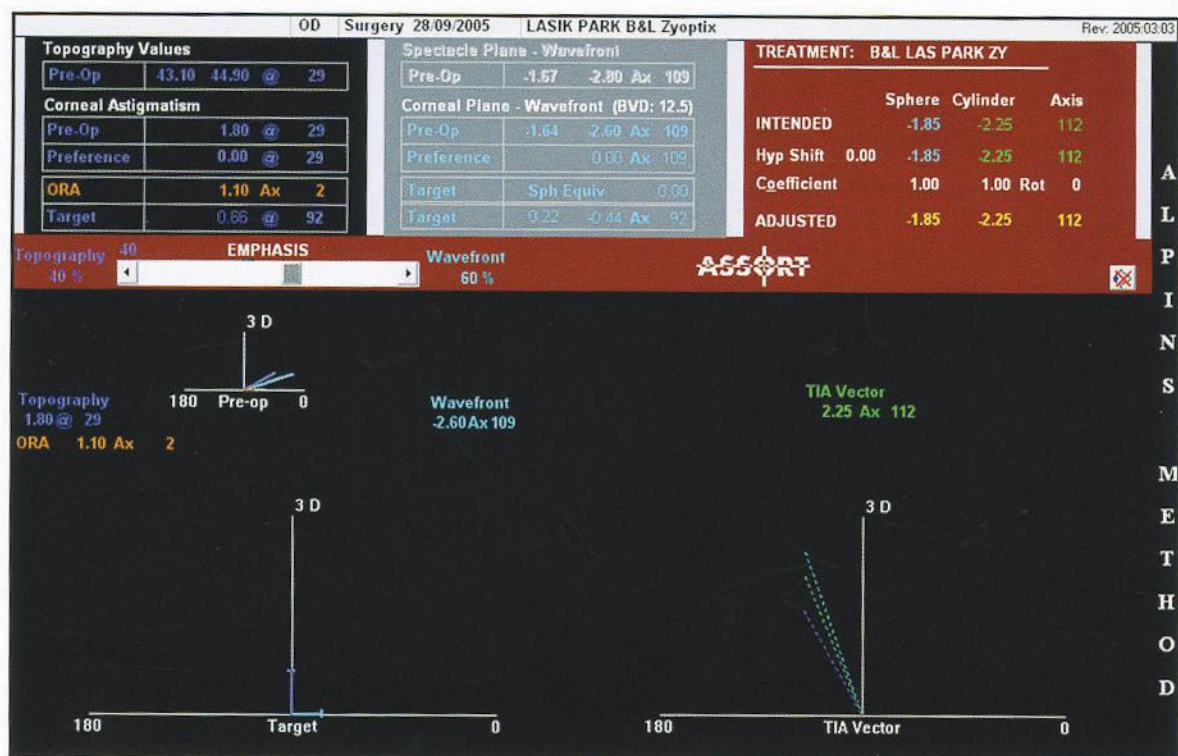 OD Surgery 28/09/2005 LASIK PARK B&L Zyoptix Rev: 2005:03:03
Topography Values
Pre-Op 43.10 44.90 @ 29
Corneal Astigmatism
Pre-Op 1.80 @ 29
Preference 0.00 @ 29
ORA 1.10 Ax 2
Target 0.66 @ 92
Spectacle Plane - Wavefront
Pre-Op -1.67 -2.80 Ax 109
Corneal Plane - Wavefront (BVD: 12.5)
Pre-Op -1.64 -2.60 Ax 109
Preference 0.00 Ax 109
Target Sph Equiv 0.00
Target 0.22 -0.44 Ax 92
TREATMENT: B&L LAS PARK ZY
Sphere Cylinder Axis
INTENDED -1.85 -2.25 112
Hyp Shift 0.00 -1.85 -2.25 112
Coefficient 1.00 1.00 Rot 0
ADJUSTED -1.85 -2.25 112
Topography 40 EMPHASIS Wavefront
40 % 60 %
ASSORT
3 D
180 Pre-op 0
Topography
1.80 @ 29
ORA 1.10 Ax 2
Wavefront
-2.60 Ax 109
TIA Vector
2.25 Ax 112
3 D
180 Target 0
3 D
180 TIA Vector 0
ALPINS METHOD